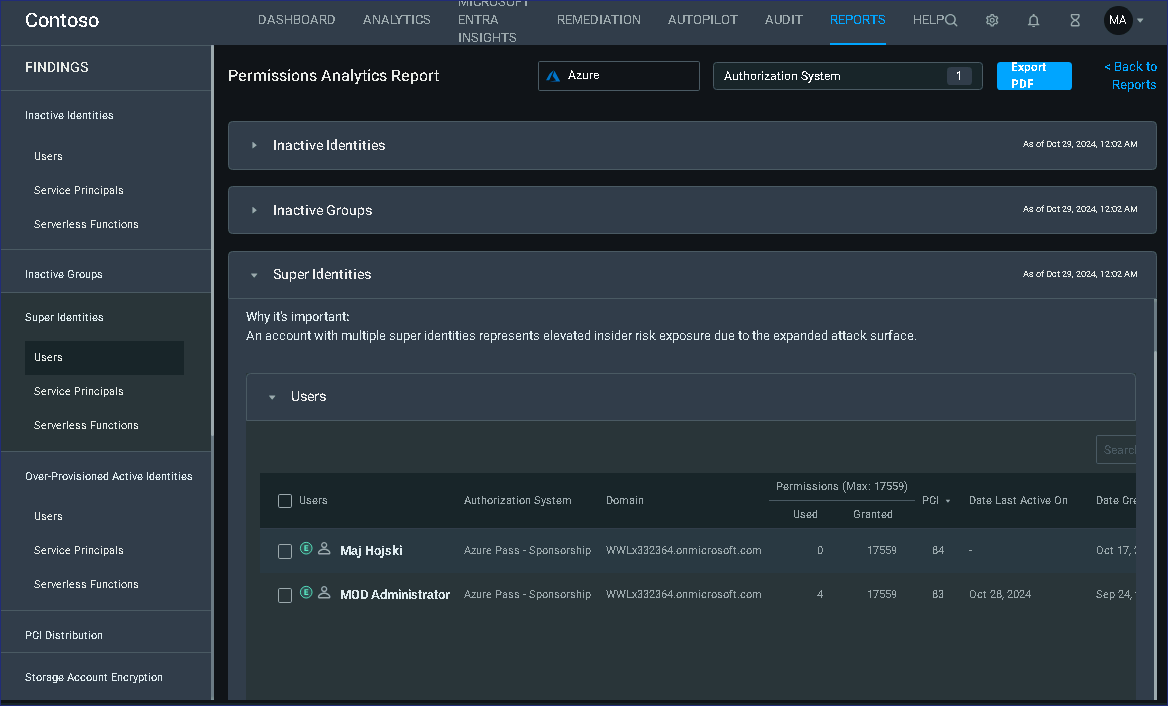 Contoso
DASHBOARD
ANALYTICS
MICROSOFT
ENTRA
INSIGHTS
REMEDIATION
AUTOPILOT
AUDIT
REPORTS
HELP
MA
FINDINGS
Inactive Identities
Users
Service Principals
Serverless Functions
Inactive Groups
Super Identities
Users
Service Principals
Serverless Functions
Over-Provisioned Active Identities
Users
Service Principals
Serverless Functions
PCI Distribution
Storage Account Encryption
Permissions Analytics Report
Azure
Authorization System 1
Export
PDF
< Back to
Reports
Inactive Identities As of Oct 29, 2024, 12:02 AM
Inactive Groups As of Oct 29, 2024, 12:02 AM
Super Identities As of Oct 29, 2024, 12:02 AM
Why it's important:
An account with multiple super identities represents elevated insider risk exposure due to the expanded attack surface.
Users
Search
Permissions (Max: 17559)
Users Authorization System Domain Used Granted PCI Date Last Active On Date Cre
E Maj Hojski Azure Pass - Sponsorship WWLx332364.onmicrosoft.com 0 17559 84 - Oct 17,
E MOD Administrator Azure Pass - Sponsorship WWLx332364.onmicrosoft.com 4 17559 83 Oct 28, 2024 Sep 24,